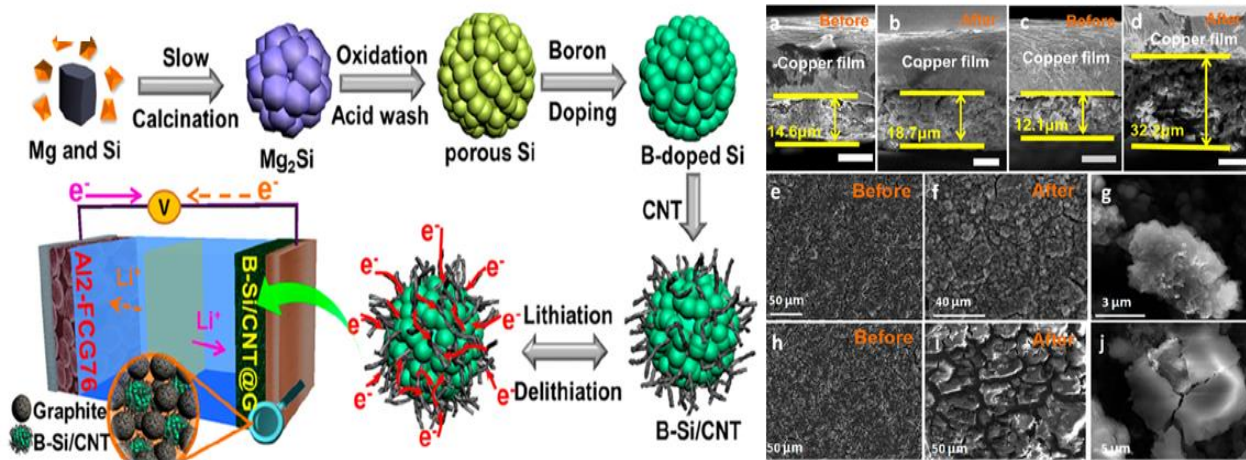 Mg and Si
Slow
Calcination
Mg2Si
Oxidation
Acid wash
porous Si
Boron
Doping
B-doped Si
CNT
B-Si/CNT
Lithiation
Delithiation
e-
e-
e-
e-
e-
e-
e-
e-
e-
e-
V
Al2-FCG76
Li+
Li+
B-Si/CNT@G
Graphite
B-Si/CNT
a
Before
Copper film
14.6μm
b
After
Copper film
18.7μm
c
Before
Copper film
12.1μm
d
After
Copper film
32.2μm
e
Before
50 μm
f
After
40 μm
g
3 μm
h
Before
50 μm
i
After
50 μm
j
5 μm